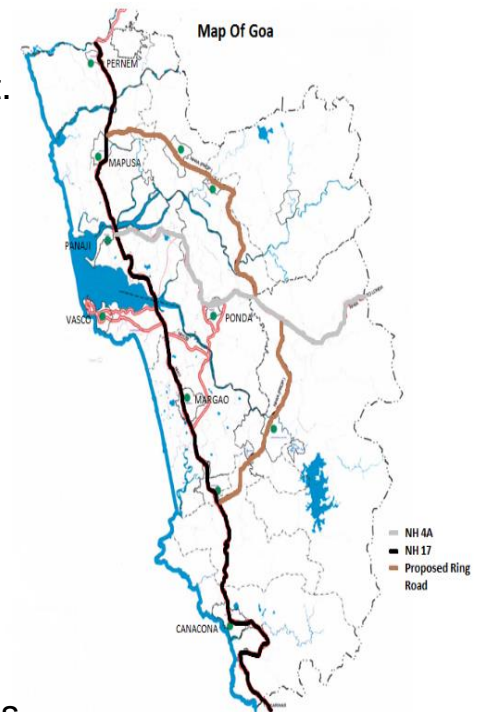 Map Of Goa
PERNEM
MAPUSA
PANAJI
VASCO
PONDA
MARGAO
CANACONA
NH 4A
NH 17
Proposed Ring
Road